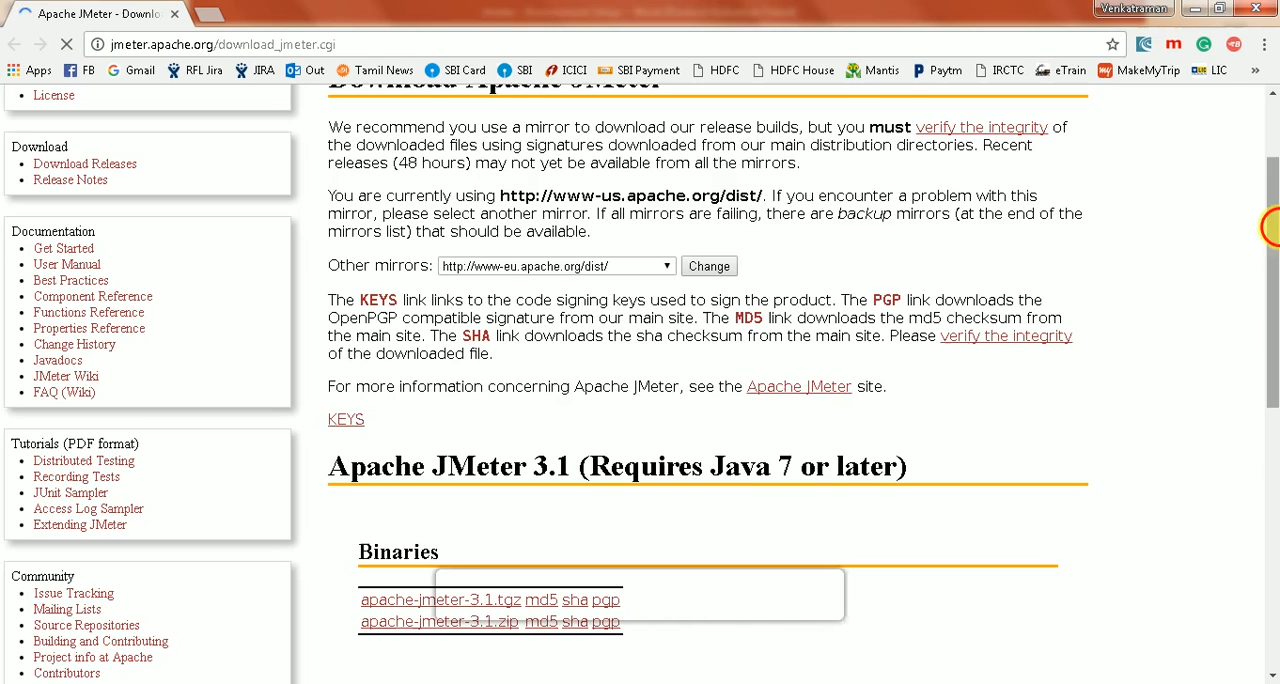 Apache JMeter - Downlo
Venkatraman
jmeter.apache.org/download_jmeter.cgi
Apps FB Gmail RFL Jira JIRA Out Tamil News SBI Card SBI ICICI SBI Payment HDFC HDFC House Mantis Paytm IRCTC eTrain MakeMyTrip LIC »
License
Download
Download Releases
Release Notes
Documentation
Get Started
User Manual
Best Practices
Component Reference
Functions Reference
Properties Reference
Change History
Javadocs
JMeter Wiki
FAQ (Wiki)
Tutorials (PDF format)
Distributed Testing
Recording Tests
JUnit Sampler
Access Log Sampler
Extending JMeter
Community
Issue Tracking
Mailing Lists
Source Repositories
Building and Contributing
Project info at Apache
Contributors
Download Apache JMeter
We recommend you use a mirror to download our release builds, but you must verify the integrity of
the downloaded files using signatures downloaded from our main distribution directories. Recent
releases (48 hours) may not yet be available from all the mirrors.
You are currently using http://www-us.apache.org/dist/. If you encounter a problem with this
mirror, please select another mirror. If all mirrors are failing, there are backup mirrors (at the end of the
mirrors list) that should be available.
Other mirrors: http://www-eu.apache.org/dist/ Change
The KEYS link links to the code signing keys used to sign the product. The PGP link downloads the
OpenPGP compatible signature from our main site. The MD5 link downloads the md5 checksum from
the main site. The SHA link downloads the sha checksum from the main site. Please verify the integrity
of the downloaded file.
For more information concerning Apache JMeter, see the Apache JMeter site.
KEYS
Apache JMeter 3.1 (Requires Java 7 or later)
Binaries
apache-jmeter-3.1.tgz md5 sha pgp
apache-jmeter-3.1.zip md5 sha pgp